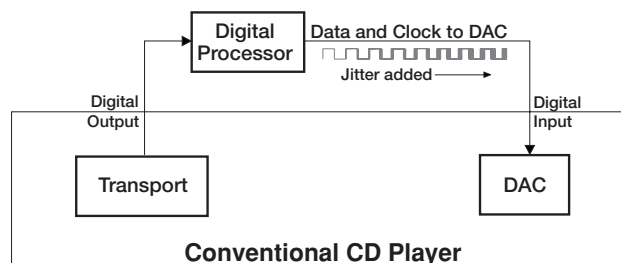 Digital
Processor
Data and Clock to DAC
Jitter added
Digital
Output
Digital
Input
Transport
DAC
Conventional CD Player